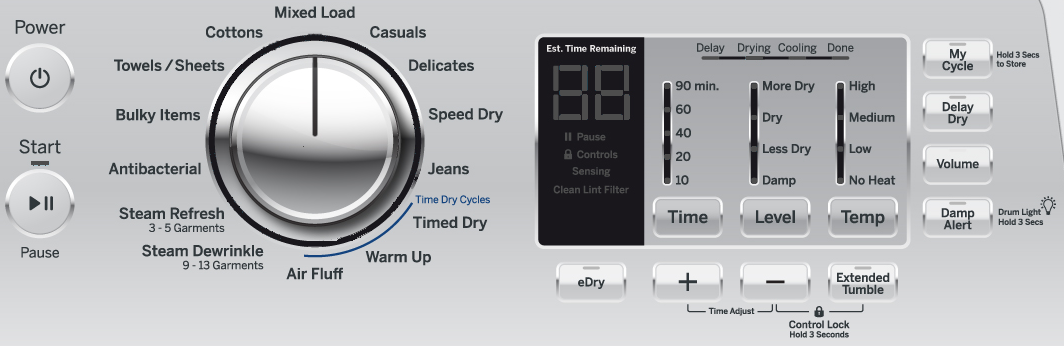 Power
Start
Pause
Mixed Load
Cottons
Casuals
Towels / Sheets
Delicates
Bulky Items
Speed Dry
Antibacterial
Jeans
Time Dry Cycles
Steam Refresh
3 - 5 Garments
Timed Dry
Steam Dewrinkle
9 - 13 Garments
Warm Up
Air Fluff
Est. Time Remaining
88
Pause
Controls
Sensing
Clean Lint Filter
Delay Drying Cooling Done
90 min.
60
40
20
10
More Dry
Dry
Less Dry
Damp
High
Medium
Low
No Heat
Time
Level
Temp
eDry
+
−
Extended
Tumble
Time Adjust
Control Lock
Hold 3 Seconds
My
Cycle
Hold 3 Secs
to Store
Delay
Dry
Volume
Damp
Alert
Drum Light
Hold 3 Secs